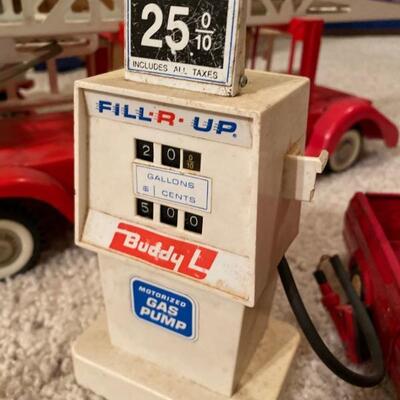 25 0/10
INCLUDES ALL TAXES
FILL-R-UP
2 0 0/10
GALLONS
$ CENTS
5 0 0
Buddy L
MOTORIZED
GAS
PUMP